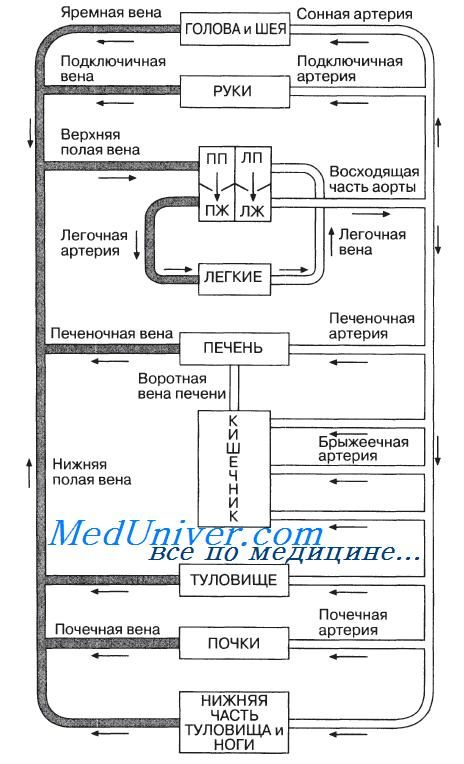 Яремная вена
ГОЛОВА и ШЕЯ
Сонная артерия
Подключичная
вена
РУКИ
Подключичная
артерия
Верхняя
полая вена
ПП
ЛП
ПЖ
ЛЖ
Восходящая
часть аорты
Легочная
артерия
ЛЕГКИЕ
Легочная
вена
Печеночная вена
ПЕЧЕНЬ
Печеночная
артерия
Воротная
вена печени
КИШЕЧНИК
Брыжеечная
артерия
Нижняя
полая вена
MedUniver.com
все по медицине...
ТУЛОВИЩЕ
Почечная вена
ПОЧКИ
Почечная
артерия
НИЖНЯЯ
ЧАСТЬ
ТУЛОВИЩА и
НОГИ